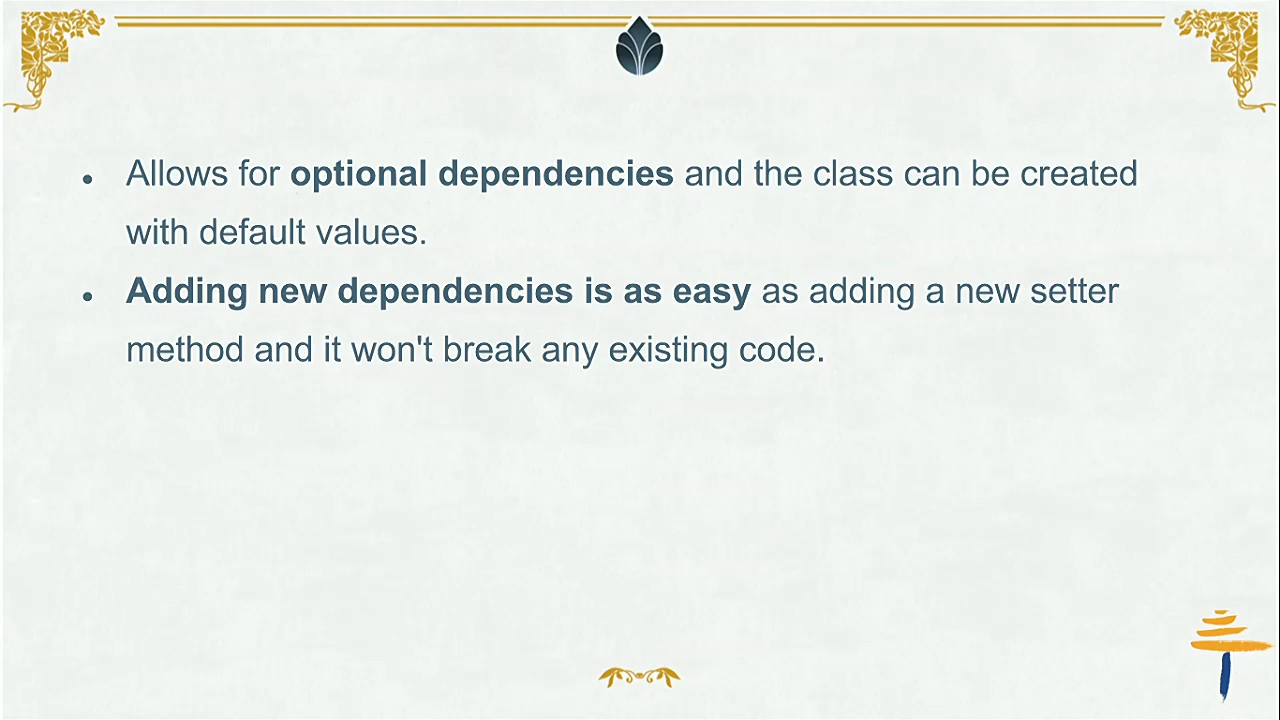 • Allows for optional dependencies and the class can be created
with default values.
• Adding new dependencies is as easy as adding a new setter
method and it won't break any existing code.